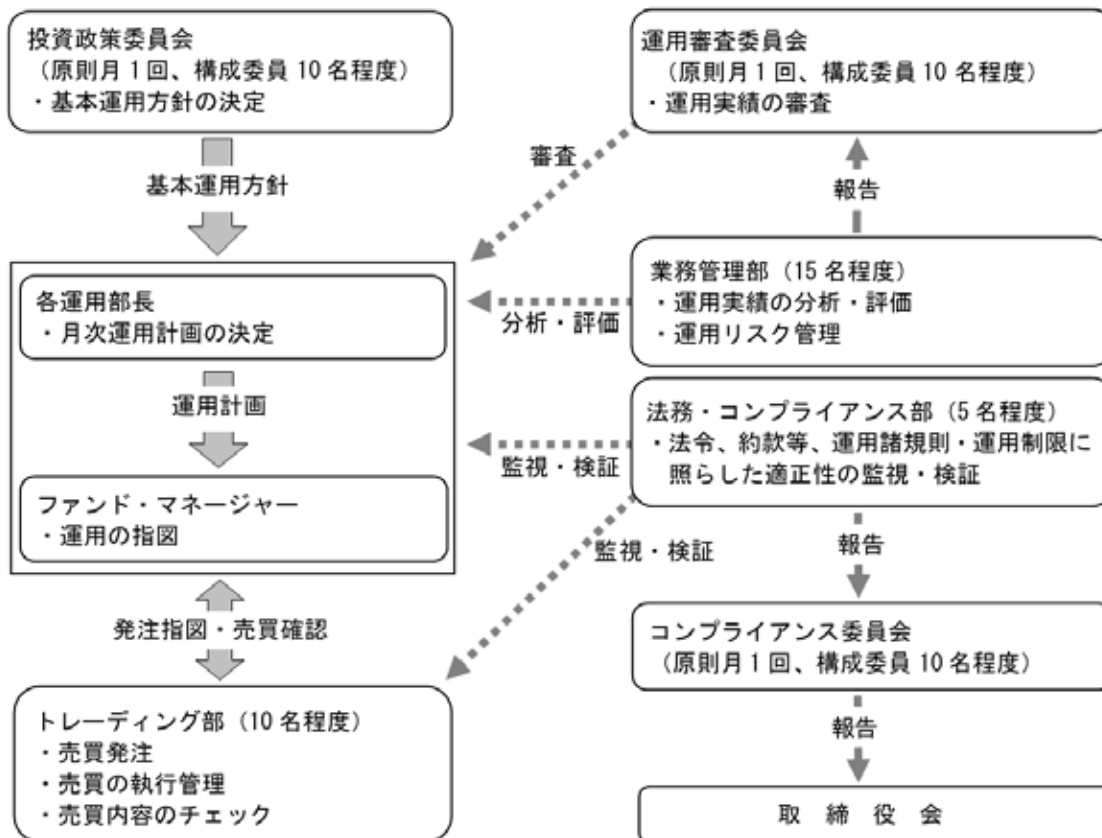 投資政策委員会
(原則月1回、構成委員10名程度)
・基本運用方針の決定
基本運用方針
各運用部長
・月次運用計画の決定
運用計画
ファンド・マネージャー
・運用の指図
発注指図・売買確認
トレーディング部(10名程度)
・売買発注
・売買の執行管理
・売買内容のチェック
運用審査委員会
(原則月1回、構成委員10名程度)
・運用実績の審査
審査
報告
業務管理部(15名程度)
・運用実績の分析・評価
・運用リスク管理
分析・評価
法務・コンプライアンス部(5名程度)
・法令、約款等、運用諸規則・運用制限に
照らした適正性の監視・検証
監視・検証
監視・検証
報告
コンプライアンス委員会
(原則月1回、構成委員10名程度)
報告
取 締 役 会